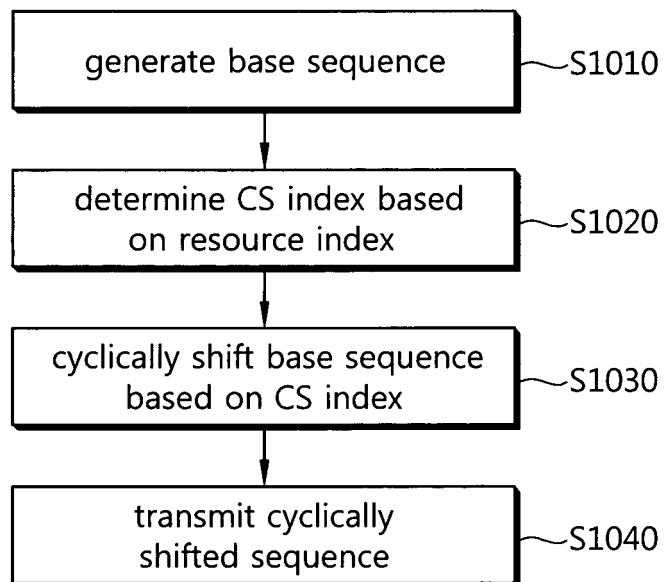 generate base sequence
S1010
determine CS index based
on resource index
S1020
cyclically shift base sequence
based on CS index
S1030
transmit cyclically
shifted sequence
S1040